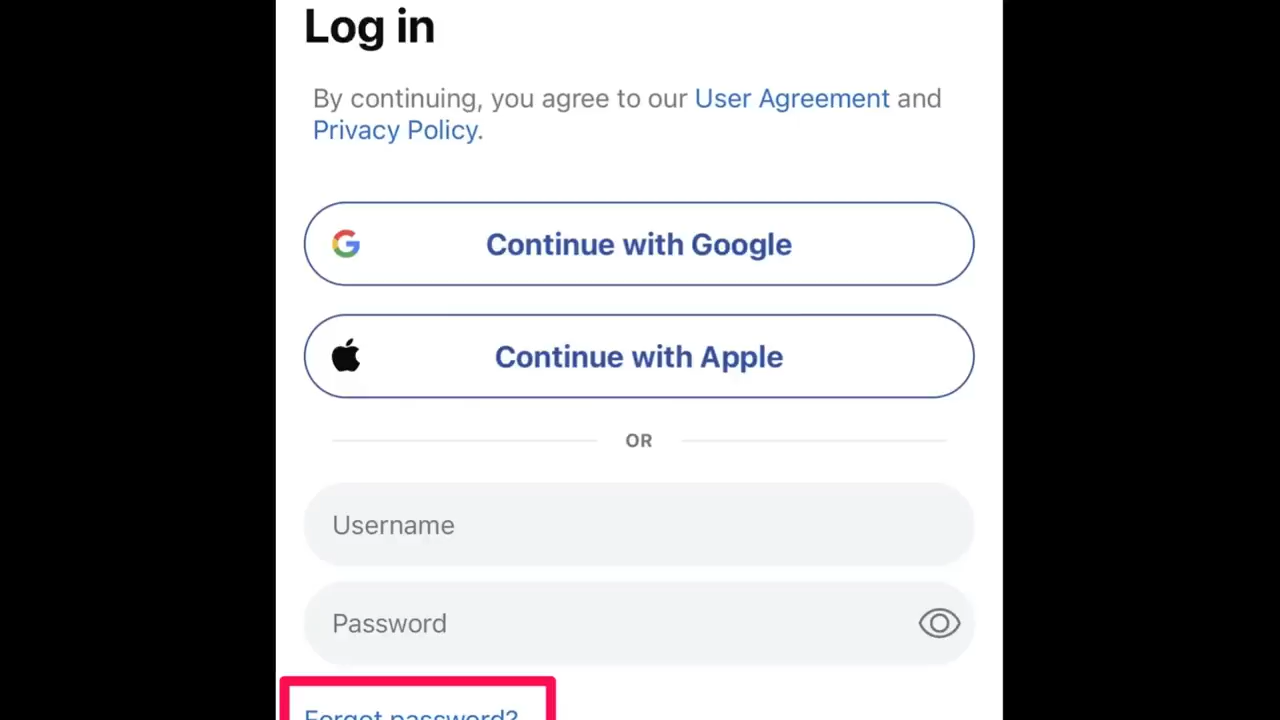 Log in
By continuing, you agree to our User Agreement and
Privacy Policy.
Continue with Google
Continue with Apple
OR
Username
Password
Forgot password?